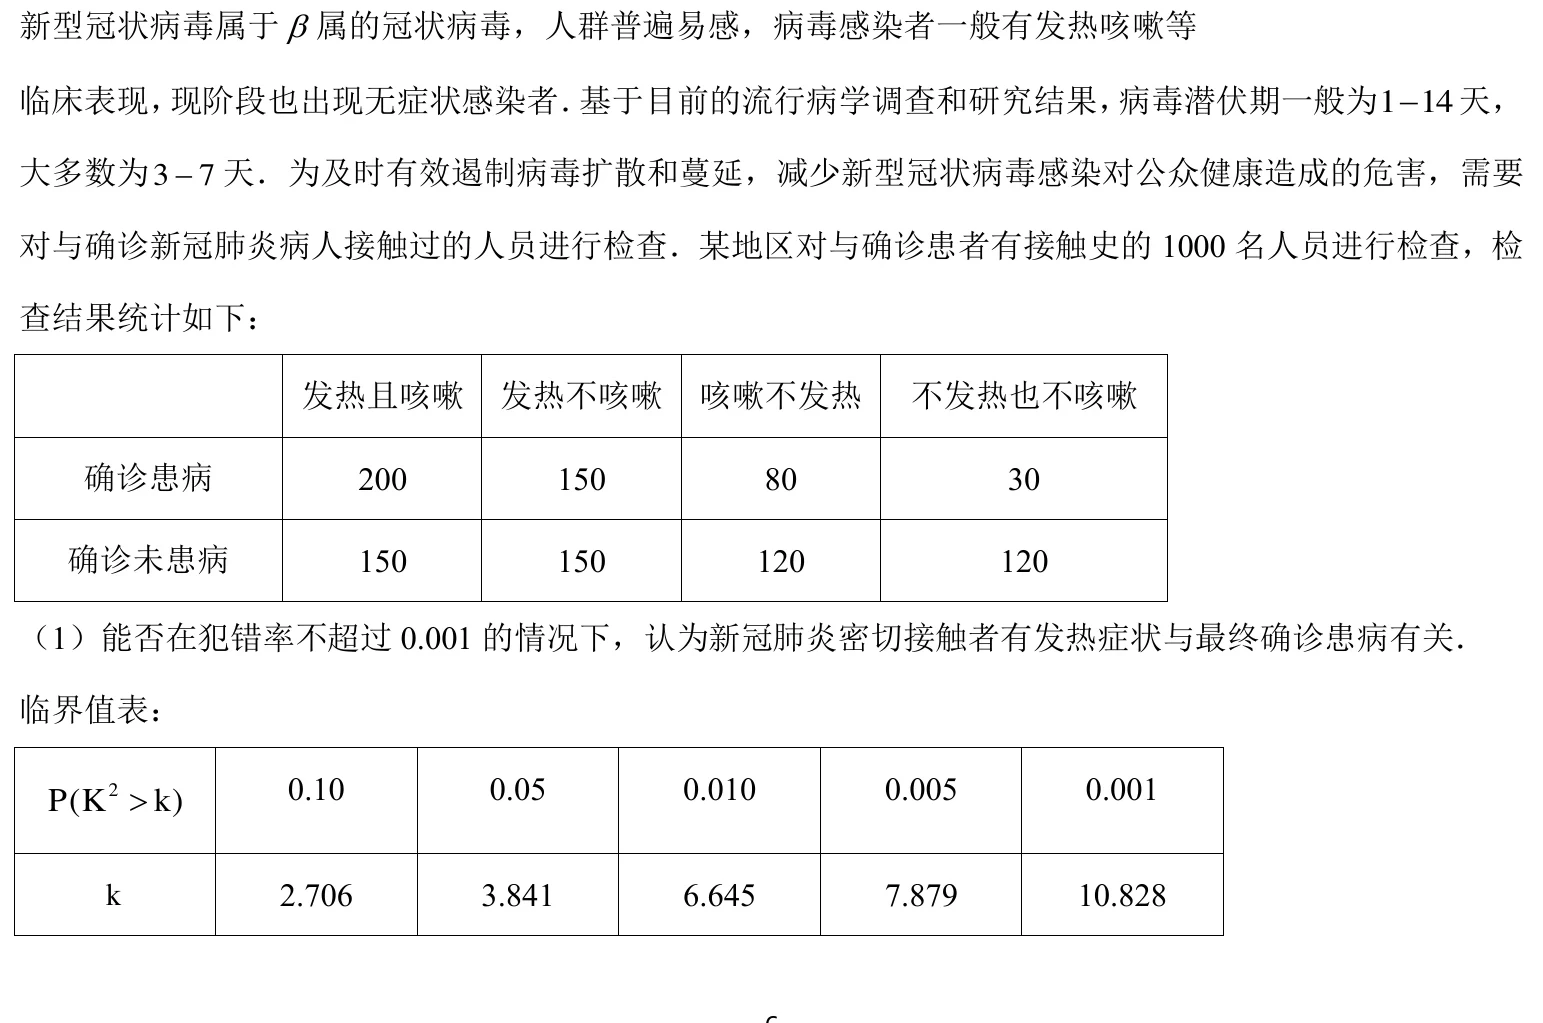 新型冠状病毒属于 β 属的冠状病毒，人群普遍易感，病毒感染者一般有发热咳嗽等
临床表现，现阶段也出现无症状感染者．基于目前的流行病学调查和研究结果，病毒潜伏期一般为1–14天，
大多数为3–7天．为及时有效遏制病毒扩散和蔓延，减少新型冠状病毒感染对公众健康造成的危害，需要
对与确诊新冠肺炎病人接触过的人员进行检查．某地区对与确诊患者有接触史的 1000 名人员进行检查，检
查结果统计如下：
发热且咳嗽 发热不咳嗽 咳嗽不发热 不发热也不咳嗽
确诊患病 200 150 80 30
确诊未患病 150 150 120 120
（1）能否在犯错率不超过 0.001 的情况下，认为新冠肺炎密切接触者有发热症状与最终确诊患病有关．
临界值表：
P(K² > k) 0.10 0.05 0.010 0.005 0.001
k 2.706 3.841 6.645 7.879 10.828